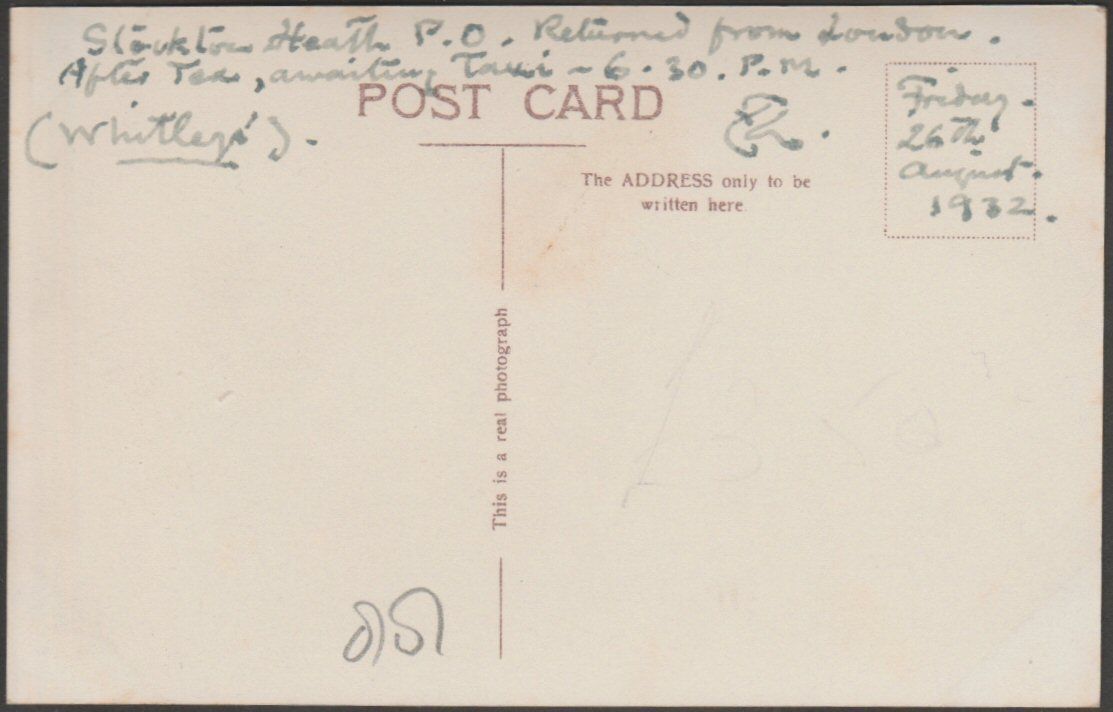 Stockton Heath P.O. Returned from London.
After Tea, awaiting Taxi - 6.30. P.M.
(Whitley's).
POST CARD
Friday.
26th
August.
1932.
The ADDRESS only to be
written here
This is a real photograph